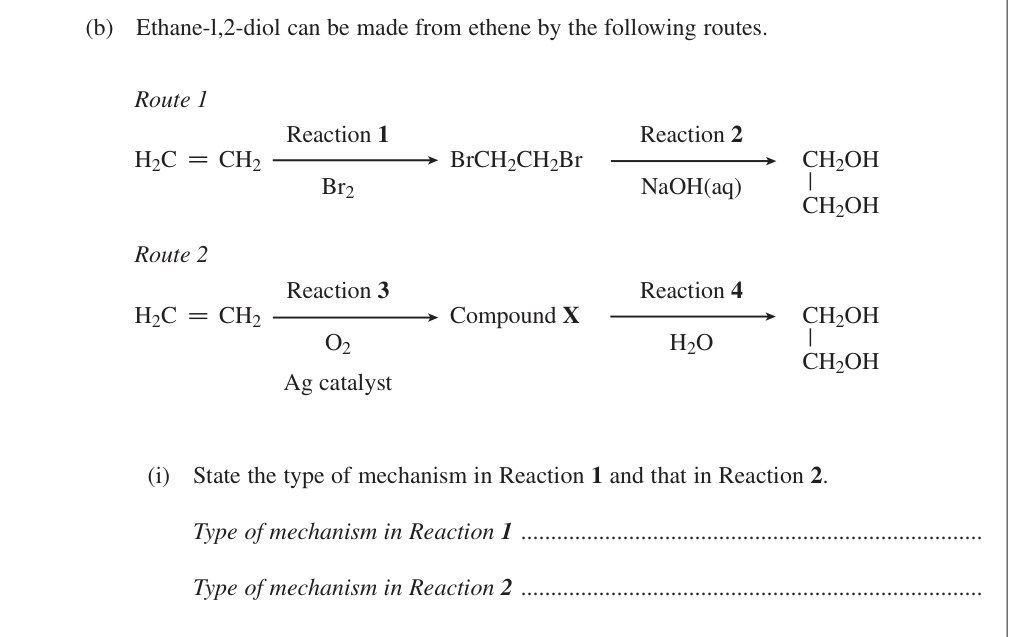 (b) Ethane-l,2-diol can be made from ethene by the following routes.
Route 1
Reaction 1 Reaction 2
H₂C = CH₂ BrCH₂CH₂Br CH₂OH
Br₂ NaOH(aq)
CH₂OH
Route 2
Reaction 3 Reaction 4
H₂C = CH₂ Compound X CH₂OH
O₂ H₂O
CH₂OH
Ag catalyst
(i) State the type of mechanism in Reaction 1 and that in Reaction 2.
Type of mechanism in Reaction 1 ..............................................................................
Type of mechanism in Reaction 2 ..............................................................................